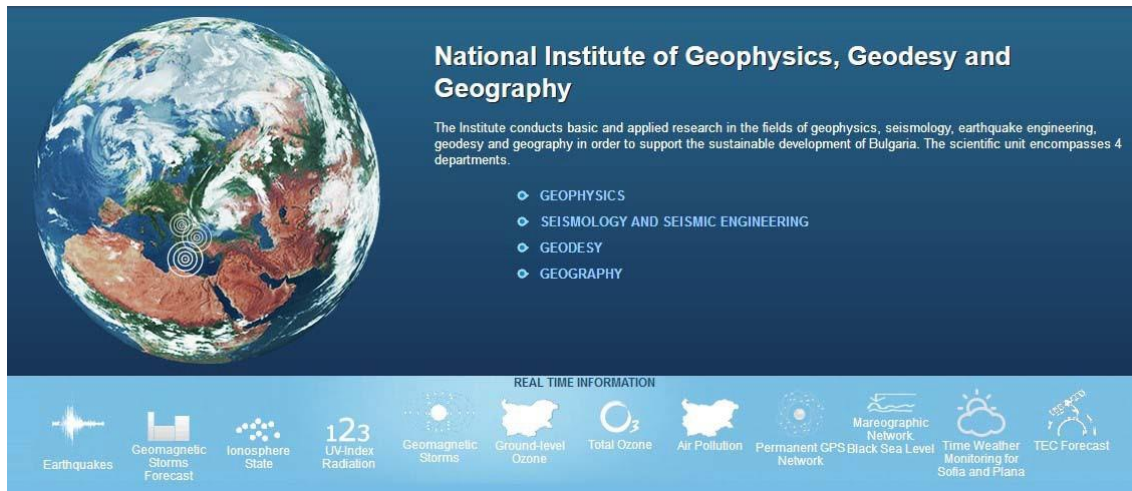 National Institute of Geophysics, Geodesy and
Geography
The Institute conducts basic and applied research in the fields of geophysics, seismology, earthquake engineering,
geodesy and geography in order to support the sustainable development of Bulgaria. The scientific unit encompasses 4
departments.
GEOPHYSICS
SEISMOLOGY AND SEISMIC ENGINEERING
GEODESY
GEOGRAPHY
REAL TIME INFORMATION
Earthquakes
Geomagnetic
Storms
Forecast
Ionosphere
State
123
UV-Index
Radiation
Geomagnetic
Storms
Ground-level
Ozone
O3
Total Ozone
Air Pollution
Permanent GPS
Network
Mareographic
Network.
Black Sea Level
Time Weather
Monitoring for
Sofia and Plana
TEC Forecast